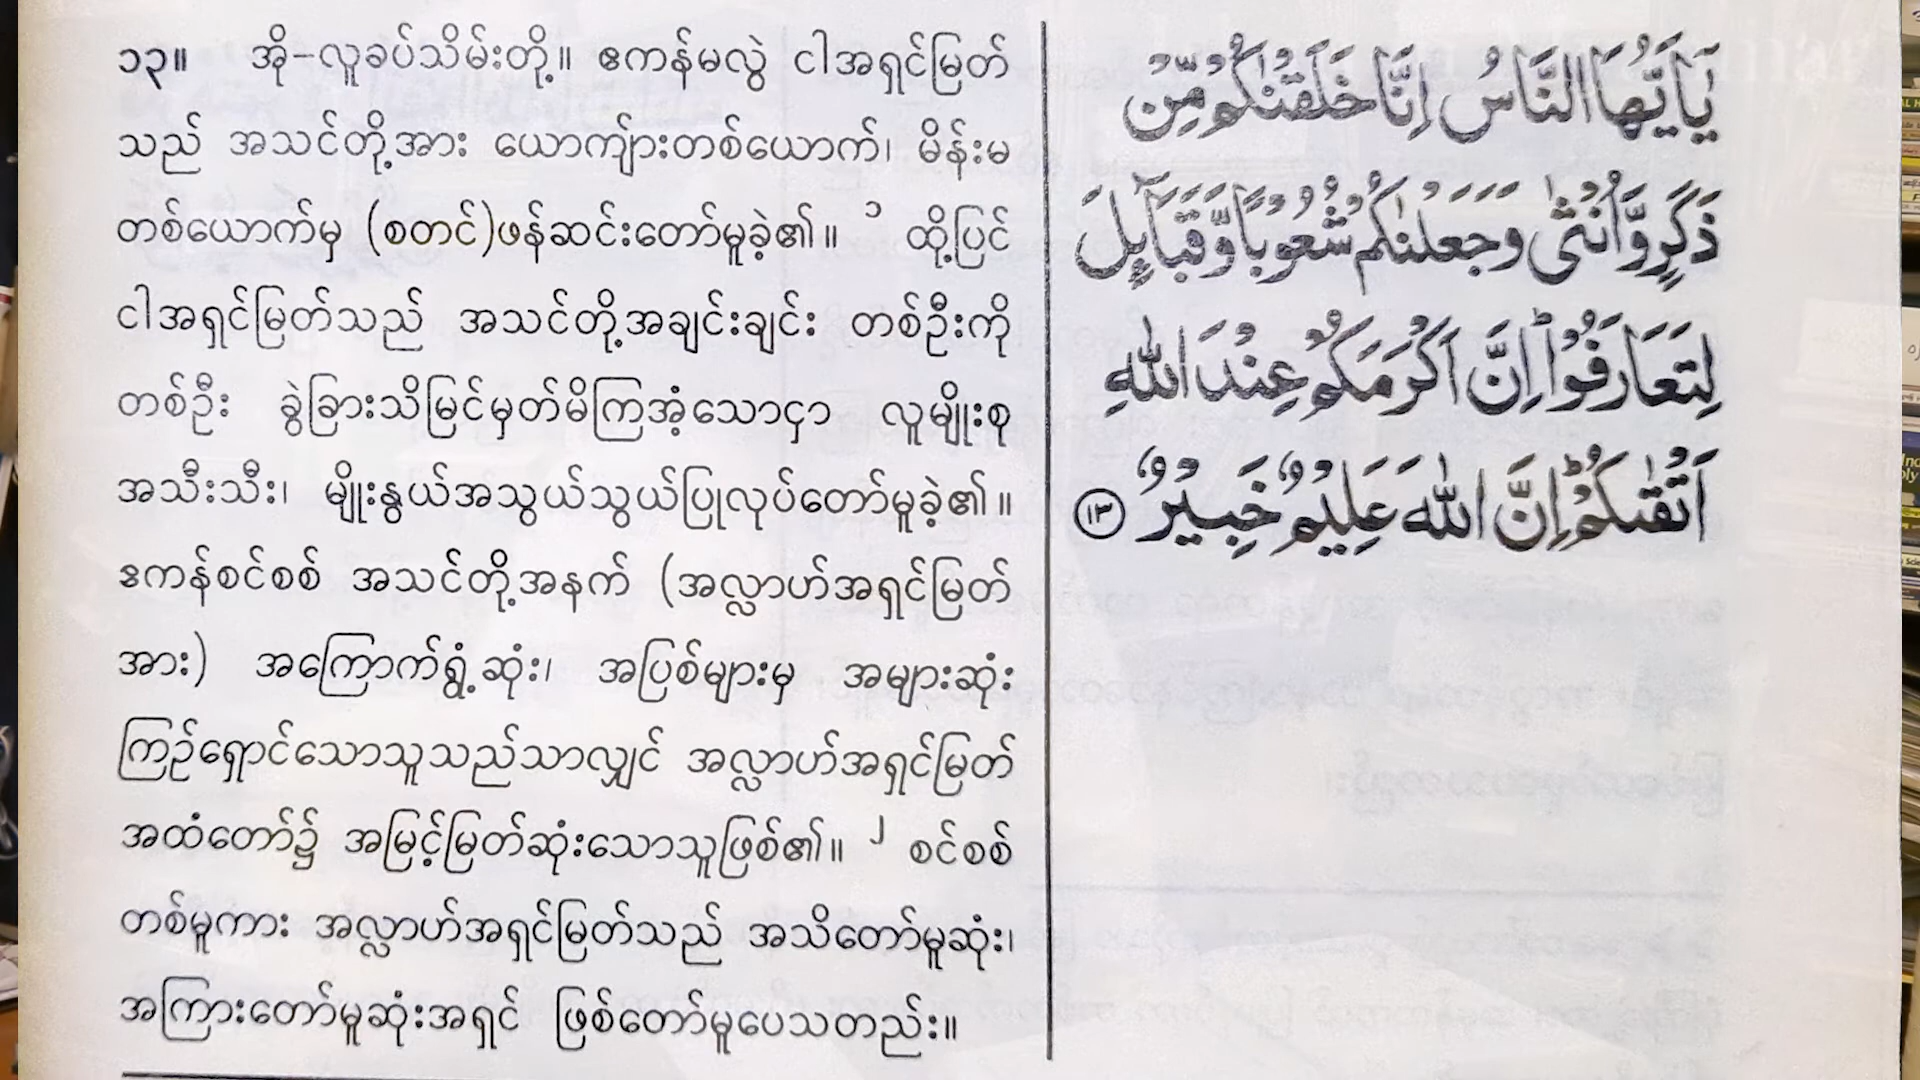 ၁၃။ အို-လူခပ်သိမ်းတို့။ ဧကန်မလွဲ ငါအရှင်မြတ်
သည် အသင်တို့အား ယောကျ်ားတစ်ယောက်၊ မိန်းမ
တစ်ယောက်မှ (စတင်)ဖန်ဆင်းတော်မူခဲ့၏။ ၁ ထို့ပြင်
ငါအရှင်မြတ်သည် အသင်တို့အချင်းချင်း တစ်ဦးကို
တစ်ဦး ခွဲခြားသိမြင်မှတ်မိကြအံ့သောငှာ လူမျိုးစု
အသီးသီး၊ မျိုးနွယ်အသွယ်သွယ်ပြုလုပ်တော်မူခဲ့၏။
ဧကန်စင်စစ် အသင်တို့အနက် (အလ္လာဟ်အရှင်မြတ်
အား) အကြောက်ရွံ့ဆုံး၊ အပြစ်များမှ အများဆုံး
ကြဉ်ရှောင်သောသူသည်သာလျှင် အလ္လာဟ်အရှင်မြတ်
အထံတော်၌ အမြင့်မြတ်ဆုံးသောသူဖြစ်၏။ ၂ စင်စစ်
တစ်မူကား အလ္လာဟ်အရှင်မြတ်သည် အသိတော်မူဆုံး၊
အကြားတော်မူဆုံးအရှင် ဖြစ်တော်မူပေသတည်း။
يٰۤاَيُّهَا النَّاسُ اِنَّا خَلَقْنٰكُمْ مِّنْ
ذَكَرٍ وَّاُنْثٰى وَجَعَلْنٰكُمْ شُعُوْبًا وَّقَبَآىِٕلَ
لِتَعَارَفُوْاؕ اِنَّ اَكْرَمَكُمْ عِنْدَ اللّٰهِ
اَتْقٰىكُمْؕ اِنَّ اللّٰهَ عَلِيْمٌ خَبِيْرٌ ١٣